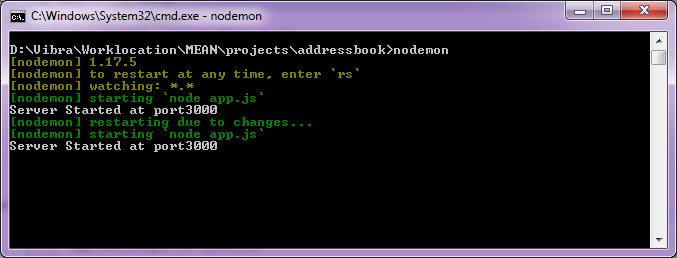 C:\Windows\System32\cmd.exe - nodemon
D:\Vibra\Worklocation\MEAN\projects\addressbook>nodemon
[nodemon] 1.17.5
[nodemon] to restart at any time, enter `rs`
[nodemon] watching: *.*
[nodemon] starting `node app.js`
Server Started at port3000
[nodemon] restarting due to changes...
[nodemon] starting `node app.js`
Server Started at port3000